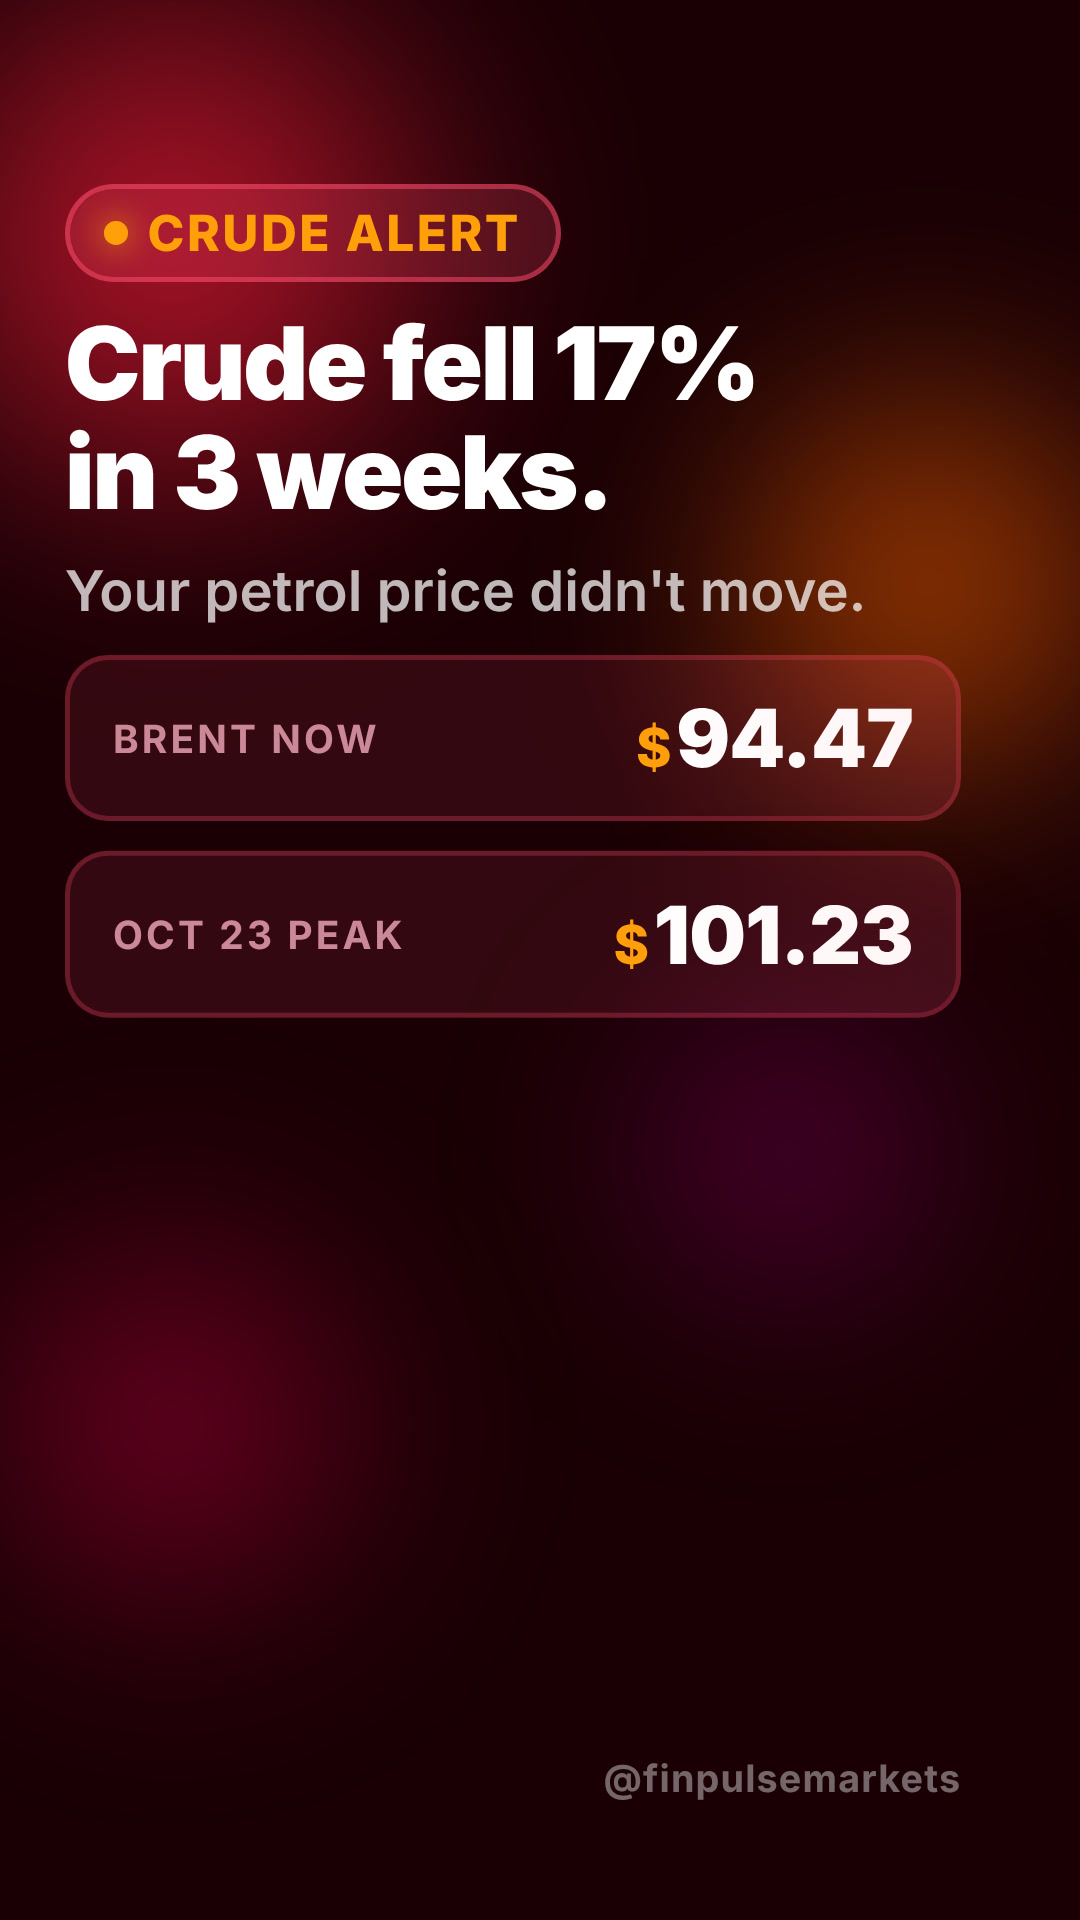 CRUDE ALERT
Crude fell 17%
in 3 weeks.
Your petrol price didn't move.
BRENT NOW $94.47
OCT 23 PEAK $101.23
@finpulsemarkets